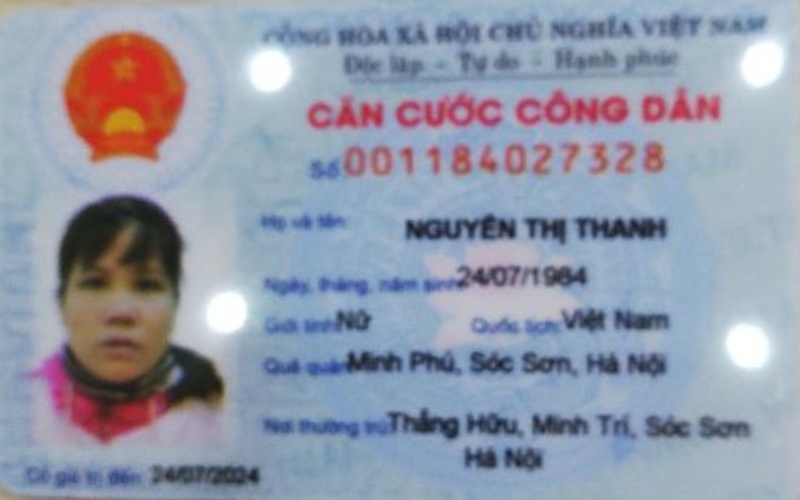 CỘNG HÒA XÃ HỘI CHỦ NGHĨA VIỆT NAM
Độc lập - Tự do - Hạnh phúc
CĂN CƯỚC CÔNG DÂN
Số 001184027328
Họ và tên: NGUYỄN THỊ THANH
Ngày, tháng, năm sinh: 24/07/1984
Giới tính: Nữ Quốc tịch: Việt Nam
Quê quán: Minh Phú, Sóc Sơn, Hà Nội
Nơi thường trú: Thắng Hữu, Minh Trí, Sóc Sơn
Hà Nội
Có giá trị đến: 24/07/2024